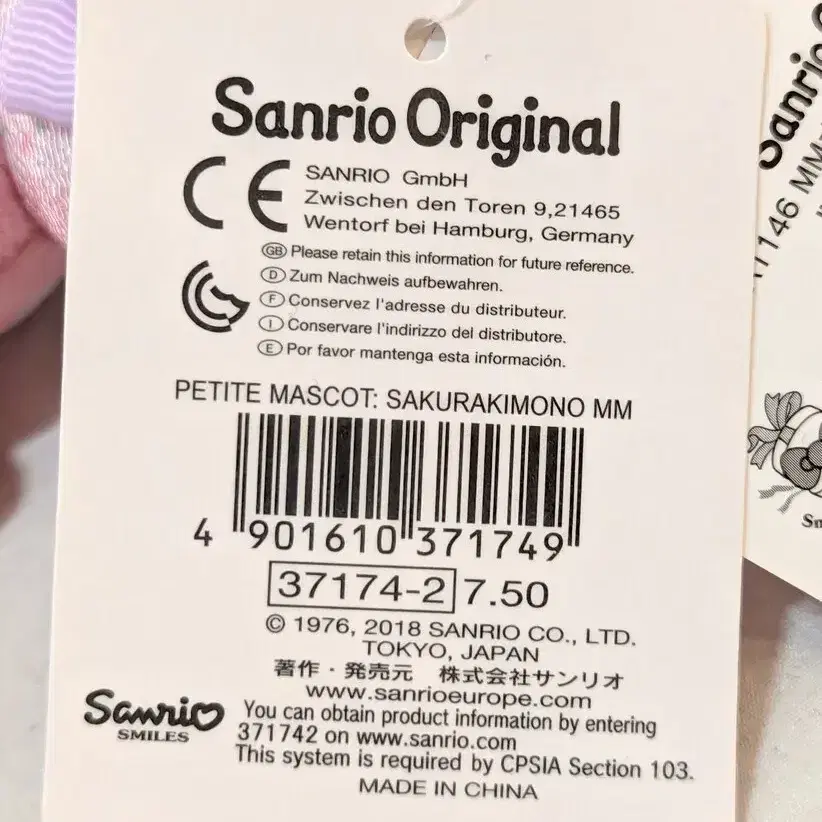 Sanrio Original
CE
SANRIO GmbH
Zwischen den Toren 9,21465
Wentorf bei Hamburg, Germany
GB Please retain this information for future reference.
D Zum Nachweis aufbewahren.
F Conservez l'adresse du distributeur.
I Conservare l'indirizzo del distributore.
E Por favor mantenga esta información.
PETITE MASCOT: SAKURAKIMONO MM
4 901610 371749
37174-2 7.50
© 1976, 2018 SANRIO CO., LTD.
TOKYO, JAPAN
著作・発売元 株式会社サンリオ
www.sanrioeurope.com
Sanrio
SMILES
You can obtain product information by entering
371742 on www.sanrio.com
This system is required by CPSIA Section 103.
MADE IN CHINA
Sanrio
1146 MM